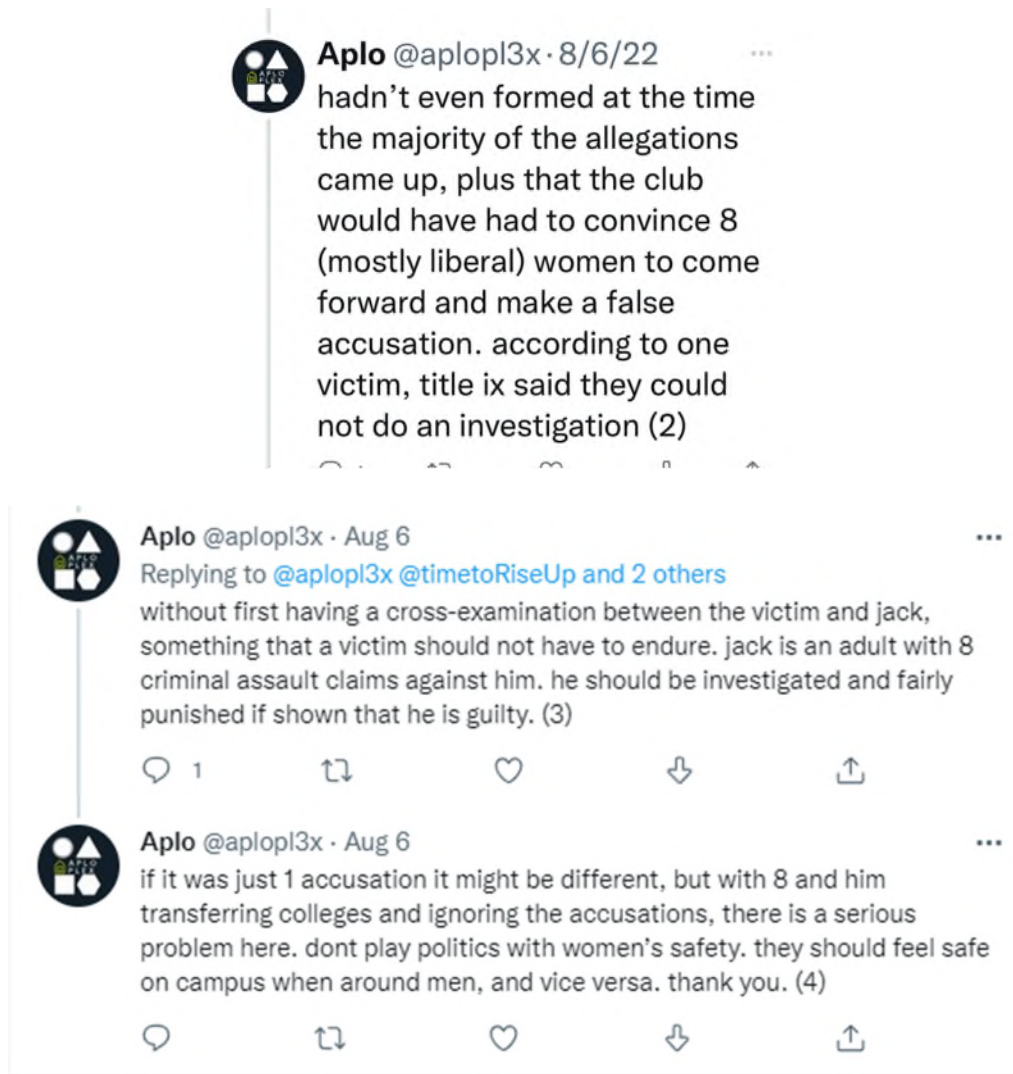 Aplo @aplopl3x · 8/6/22
hadn't even formed at the time
the majority of the allegations
came up, plus that the club
would have had to convince 8
(mostly liberal) women to come
forward and make a false
accusation. according to one
victim, title ix said they could
not do an investigation (2)
Aplo @aplopl3x · Aug 6
Replying to @aplopl3x @timetoRiseUp and 2 others
without first having a cross-examination between the victim and jack,
something that a victim should not have to endure. jack is an adult with 8
criminal assault claims against him. he should be investigated and fairly
punished if shown that he is guilty. (3)
1
Aplo @aplopl3x · Aug 6
if it was just 1 accusation it might be different, but with 8 and him
transferring colleges and ignoring the accusations, there is a serious
problem here. dont play politics with women's safety. they should feel safe
on campus when around men, and vice versa. thank you. (4)